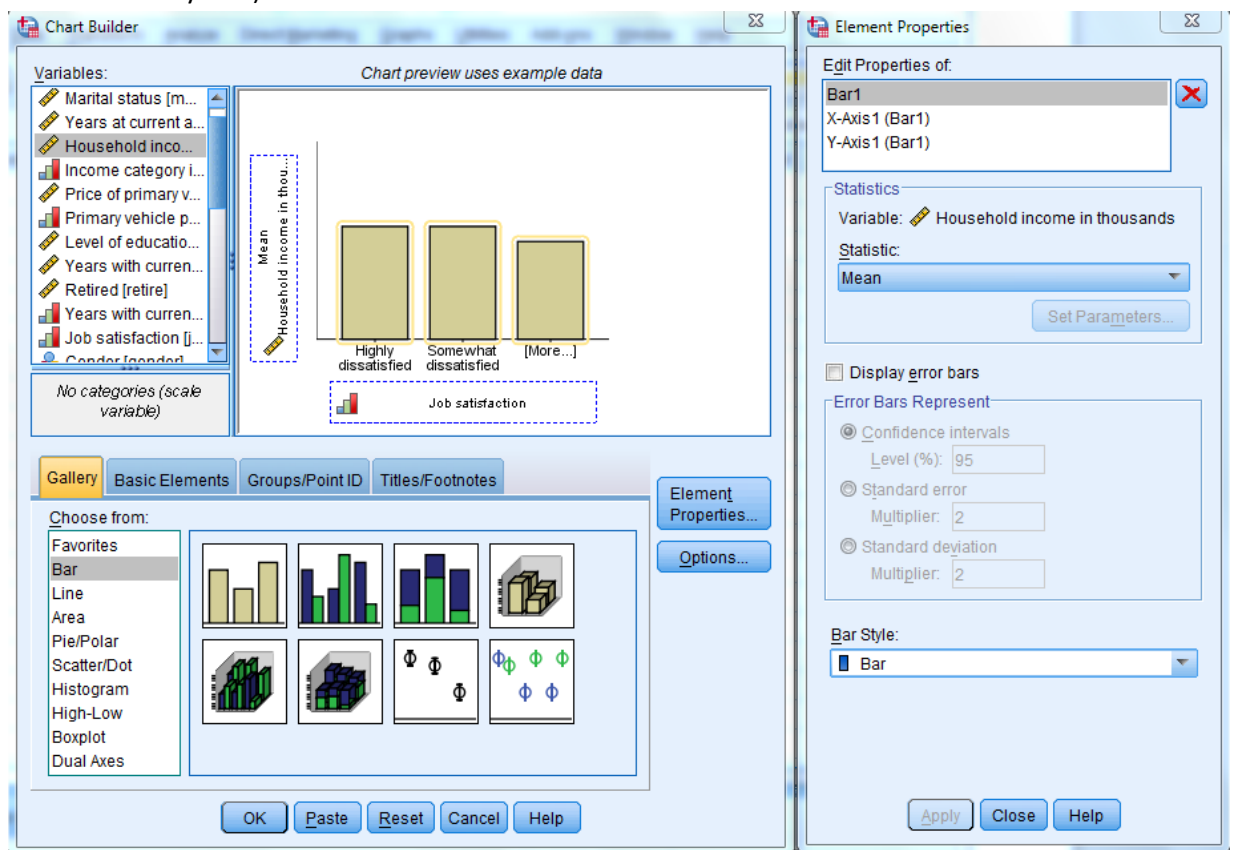 Chart Builder
Variables:
Chart preview uses example data
Marital status [m...
Years at current a...
Household inco...
Income category i...
Price of primary v...
Primary vehicle p...
Level of educatio...
Years with curren...
Retired [retire]
Years with curren...
Job satisfaction [j...
Gender [gender]
No categories (scale
variable)
Mean
Household income in thou...
Highly
dissatisfied
Somewhat
dissatisfied
[More...]
Job satisfaction
Gallery
Basic Elements
Groups/Point ID
Titles/Footnotes
Choose from:
Favorites
Bar
Line
Area
Pie/Polar
Scatter/Dot
Histogram
High-Low
Boxplot
Dual Axes
Element
Properties...
Options...
OK
Paste
Reset
Cancel
Help
Element Properties
Edit Properties of:
Bar1
X-Axis1 (Bar1)
Y-Axis1 (Bar1)
Statistics
Variable: Household income in thousands
Statistic:
Mean
Set Parameters...
Display error bars
Error Bars Represent
Confidence intervals
Level (%): 95
Standard error
Multiplier: 2
Standard deviation
Multiplier: 2
Bar Style:
Bar
Apply
Close
Help